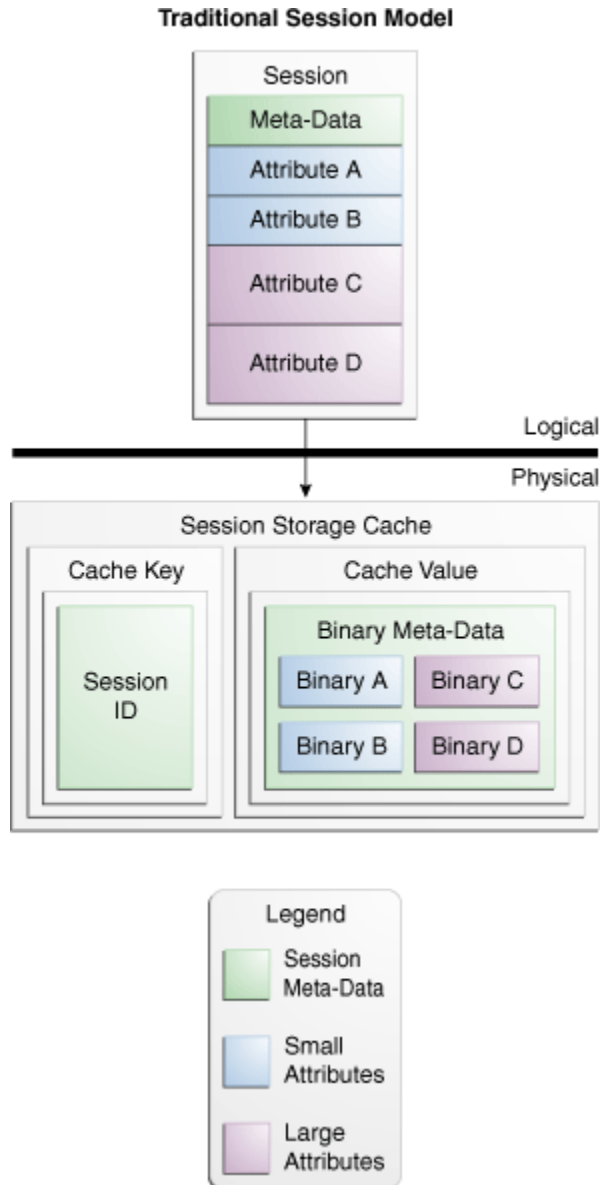 Traditional Session Model
Session
Meta-Data
Attribute A
Attribute B
Attribute C
Attribute D
Logical
Physical
Session Storage Cache
Cache Key
Session
ID
Cache Value
Binary Meta-Data
Binary A
Binary C
Binary B
Binary D
Legend
Session
Meta-Data
Small
Attributes
Large
Attributes